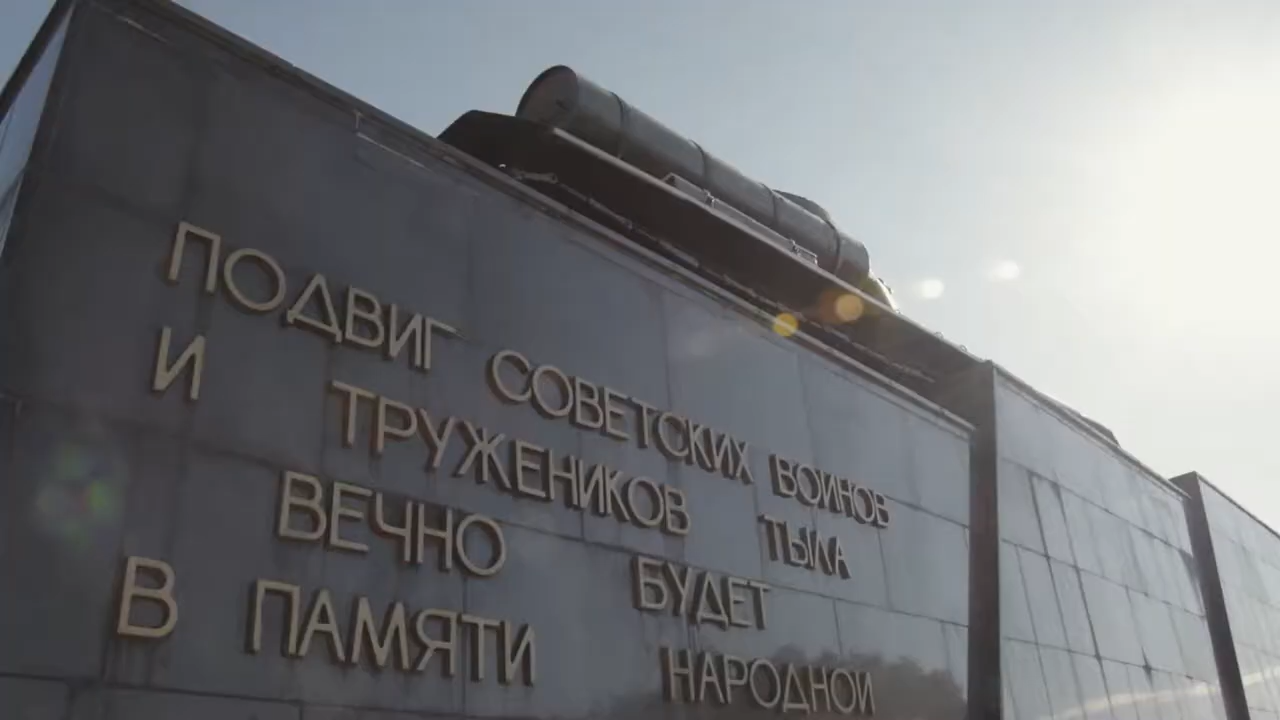 ПОДВИГ СОВЕТСКИХ ВОИНОВ
И ТРУЖЕНИКОВ ТЫЛА
ВЕЧНО БУДЕТ
В ПАМЯТИ НАРОДНОЙ